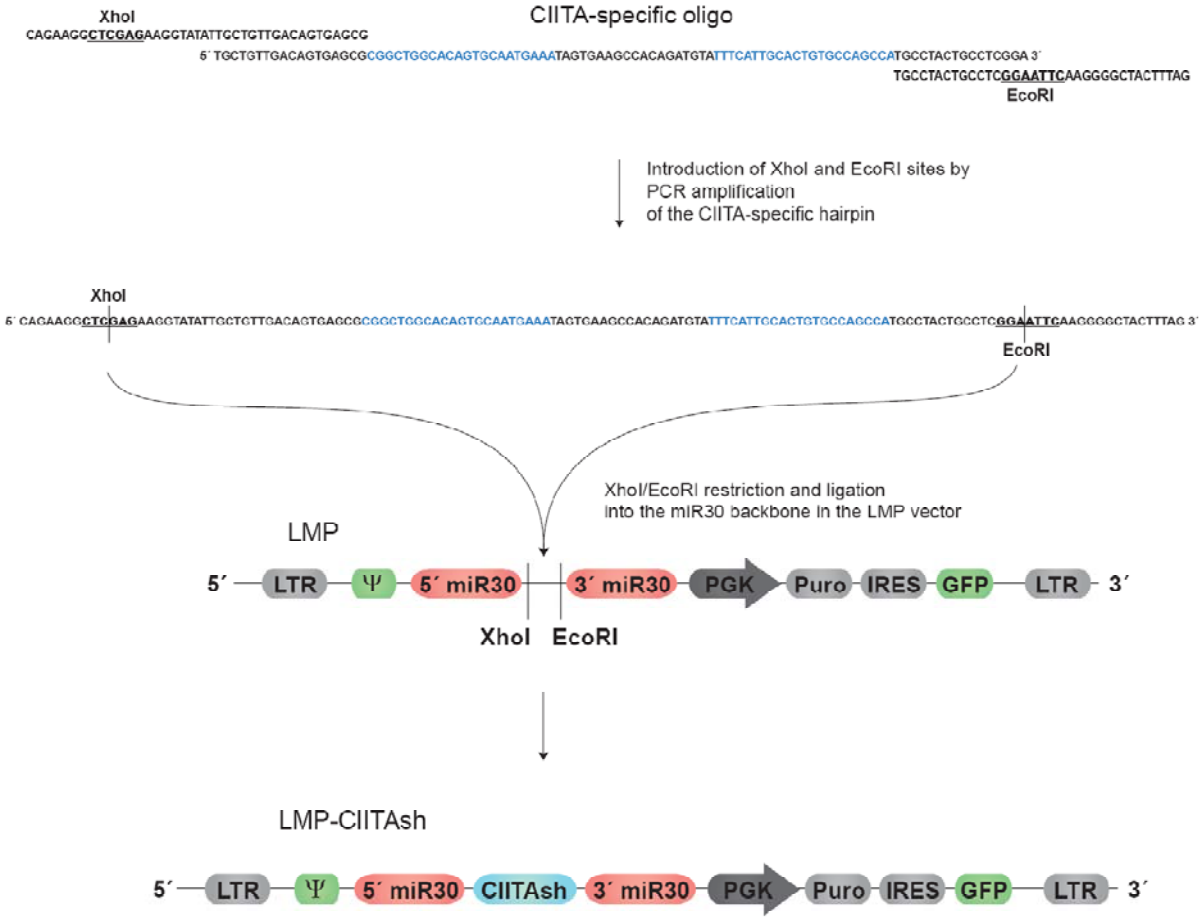 CIITA-specific oligo
XhoI
CAGAAGGCTCGAGAAGGTATATTGCTGTTGACAGTGAGCG
5´ TGCTGTTGACAGTGAGCGCGGCTGGCACAGTGCAATGAAATAGTGAAGCCACAGATGTATTTCATTGCACTGTGCCAGCCATGCCTACTGCCTCGGA 3´
TGCCTACTGCCTCGGAATTCAAGGGGCTACTTTAG
EcoRI
Introduction of XhoI and EcoRI sites by
PCR amplification
of the CIITA-specific hairpin
XhoI
5´ CAGAAGGCTCGAGAAGGTATATTGCTGTTGACAGTGAGCGCGGCTGGCACAGTGCAATGAAATAGTGAAGCCACAGATGTATTTCATTGCACTGTGCCAGCCATGCCTACTGCCTCGGAATTCAAGGGGCTACTTTAG 3´
EcoRI
XhoI/EcoRI restriction and ligation
into the miR30 backbone in the LMP vector
LMP
5´ LTR Ψ 5´ miR30 3´ miR30 PGK Puro IRES GFP LTR 3´
XhoI EcoRI
LMP-CIITAsh
5´ LTR Ψ 5´ miR30 CIITAsh 3´ miR30 PGK Puro IRES GFP LTR 3´